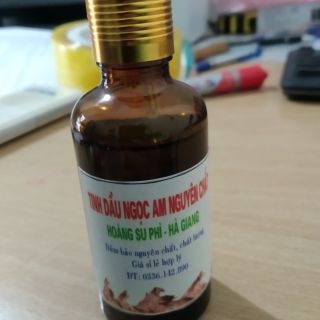 TINH DẦU NGỌC AM NGUYÊN CHẤT
HOÀNG SU PHÌ - HÀ GIANG
Đảm bảo nguyên chất, chất lượng
Giá sỉ lẻ hợp lý
ĐT: 0336.142.890